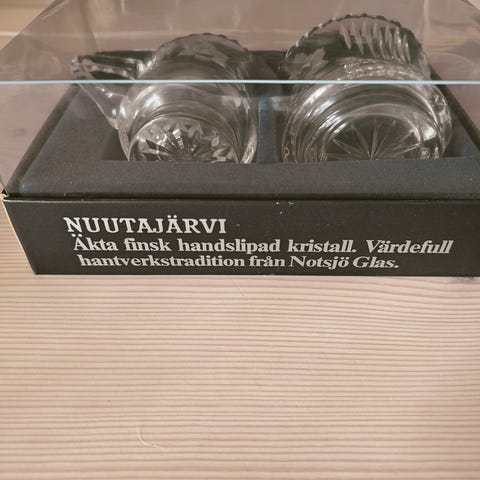 NUUTAJÄRVI
Äkta finsk handslipad kristall. Värdefull
hantverkstradition från Notsjö Glas.